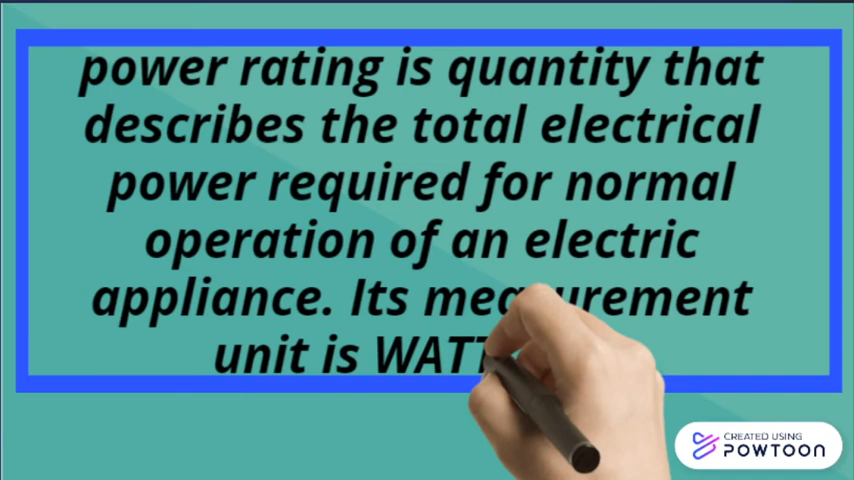 power rating is quantity that
describes the total electrical
power required for normal
operation of an electric
appliance. Its measurement
unit is WATT
CREATED USING
POWTOON